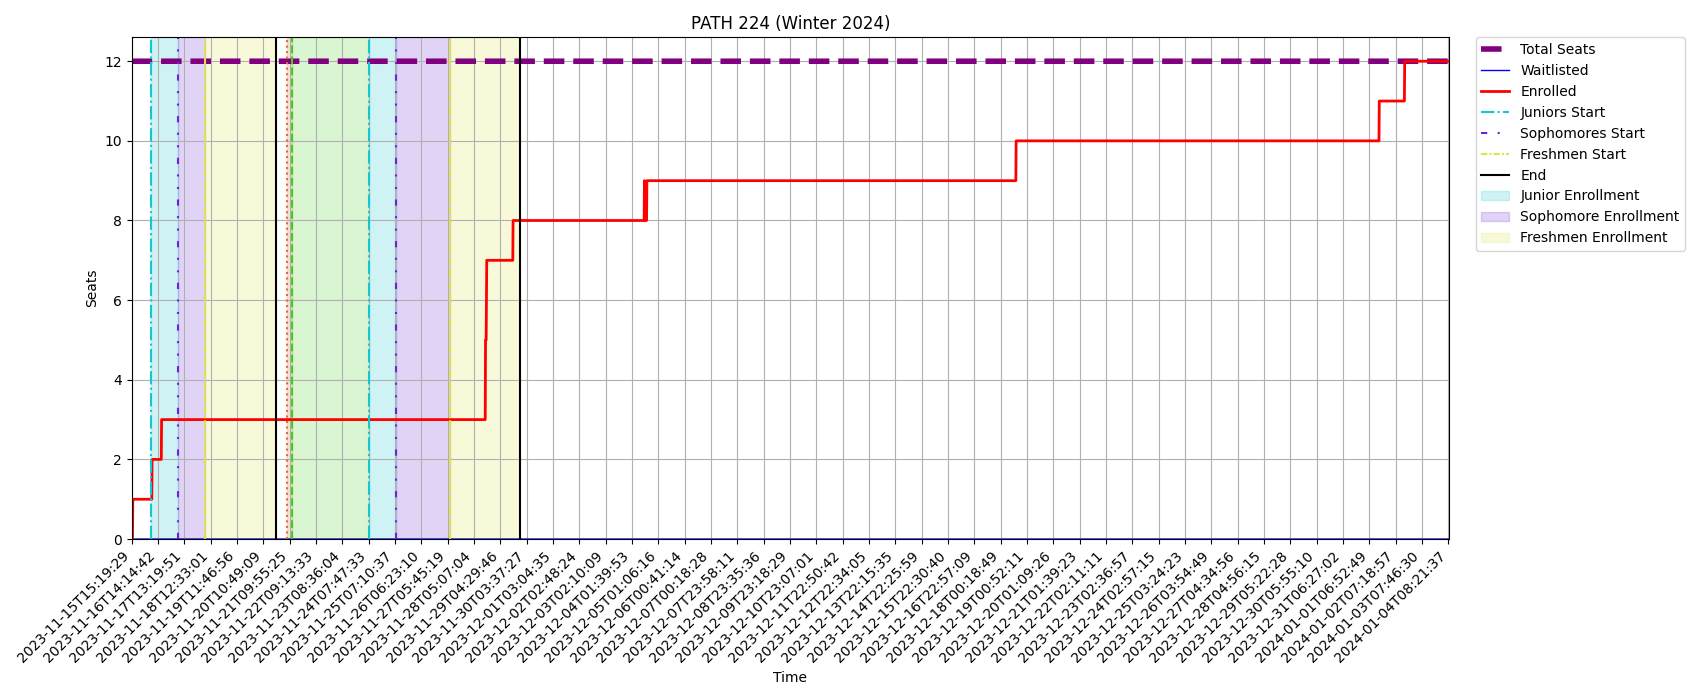 PATH 224 (Winter 2024)
Total Seats
Waitlisted
Enrolled
Juniors Start
Sophomores Start
Freshmen Start
End
Junior Enrollment
Sophomore Enrollment
Freshmen Enrollment
Seats
12
10
8
6
4
2
0
2023-11-15T15:19:29
2023-11-16T14:14:42
2023-11-17T13:19:51
2023-11-18T12:33:01
2023-11-19T11:46:56
2023-11-20T10:49:09
2023-11-21T09:55:25
2023-11-22T09:13:33
2023-11-23T08:36:04
2023-11-24T07:47:33
2023-11-25T07:10:37
2023-11-26T06:23:10
2023-11-27T05:45:19
2023-11-28T05:07:04
2023-11-29T04:29:46
2023-11-30T03:37:27
2023-12-01T03:04:35
2023-12-02T02:48:24
2023-12-03T02:10:09
2023-12-04T01:39:53
2023-12-05T01:06:16
2023-12-06T00:41:14
2023-12-07T00:18:28
2023-12-07T23:58:11
2023-12-08T23:35:36
2023-12-09T23:18:29
2023-12-10T23:07:01
2023-12-11T22:50:42
2023-12-12T22:34:05
2023-12-13T22:15:35
2023-12-14T22:25:59
2023-12-15T22:30:40
2023-12-16T22:57:09
2023-12-18T00:18:49
2023-12-19T00:52:11
2023-12-20T01:09:26
2023-12-21T01:39:23
2023-12-22T02:11:11
2023-12-23T02:36:57
2023-12-24T02:57:15
2023-12-25T03:24:23
2023-12-26T03:54:49
2023-12-27T04:34:56
2023-12-28T04:56:15
2023-12-29T05:22:28
2023-12-30T05:55:10
2023-12-31T06:27:02
2024-01-01T06:52:49
2024-01-02T07:18:57
2024-01-03T07:46:30
2024-01-04T08:21:37
Time